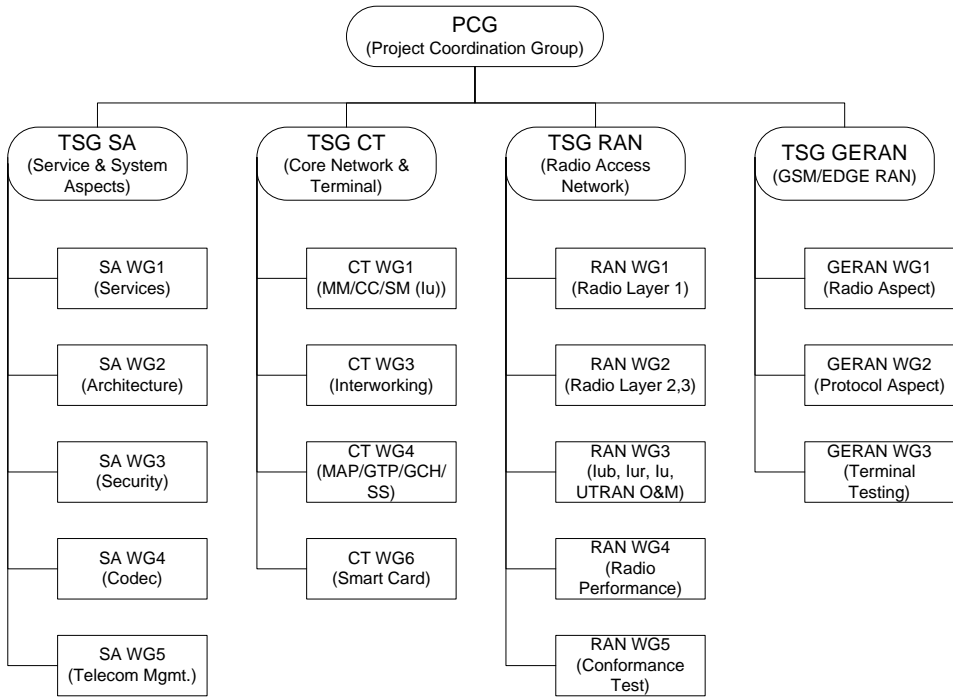 PCG
(Project Coordination Group)
TSG SA
(Service & System
Aspects)
SA WG1
(Services)
SA WG2
(Architecture)
SA WG3
(Security)
SA WG4
(Codec)
SA WG5
(Telecom Mgmt.)
TSG CT
(Core Network &
Terminal)
CT WG1
(MM/CC/SM (Iu))
CT WG3
(Interworking)
CT WG4
(MAP/GTP/GCH/
SS)
CT WG6
(Smart Card)
TSG RAN
(Radio Access
Network)
RAN WG1
(Radio Layer 1)
RAN WG2
(Radio Layer 2,3)
RAN WG3
(Iub, Iur, Iu,
UTRAN O&M)
RAN WG4
(Radio
Performance)
RAN WG5
(Conformance
Test)
TSG GERAN
(GSM/EDGE RAN)
GERAN WG1
(Radio Aspect)
GERAN WG2
(Protocol Aspect)
GERAN WG3
(Terminal
Testing)